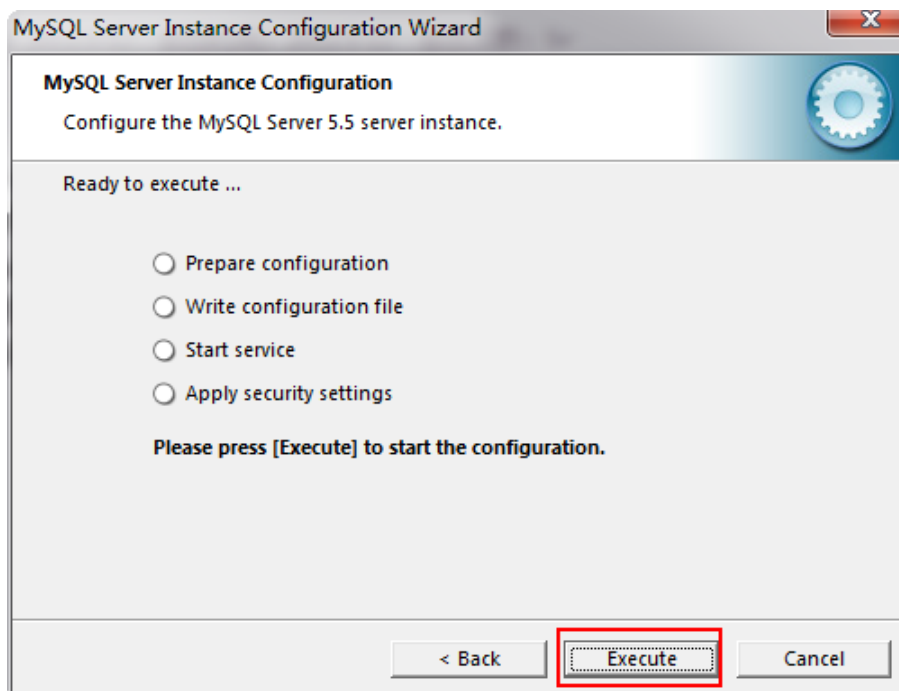 MySQL Server Instance Configuration Wizard
X
MySQL Server Instance Configuration
Configure the MySQL Server 5.5 server instance.
Ready to execute ...
Prepare configuration
Write configuration file
Start service
Apply security settings
Please press [Execute] to start the configuration.
< Back Execute Cancel